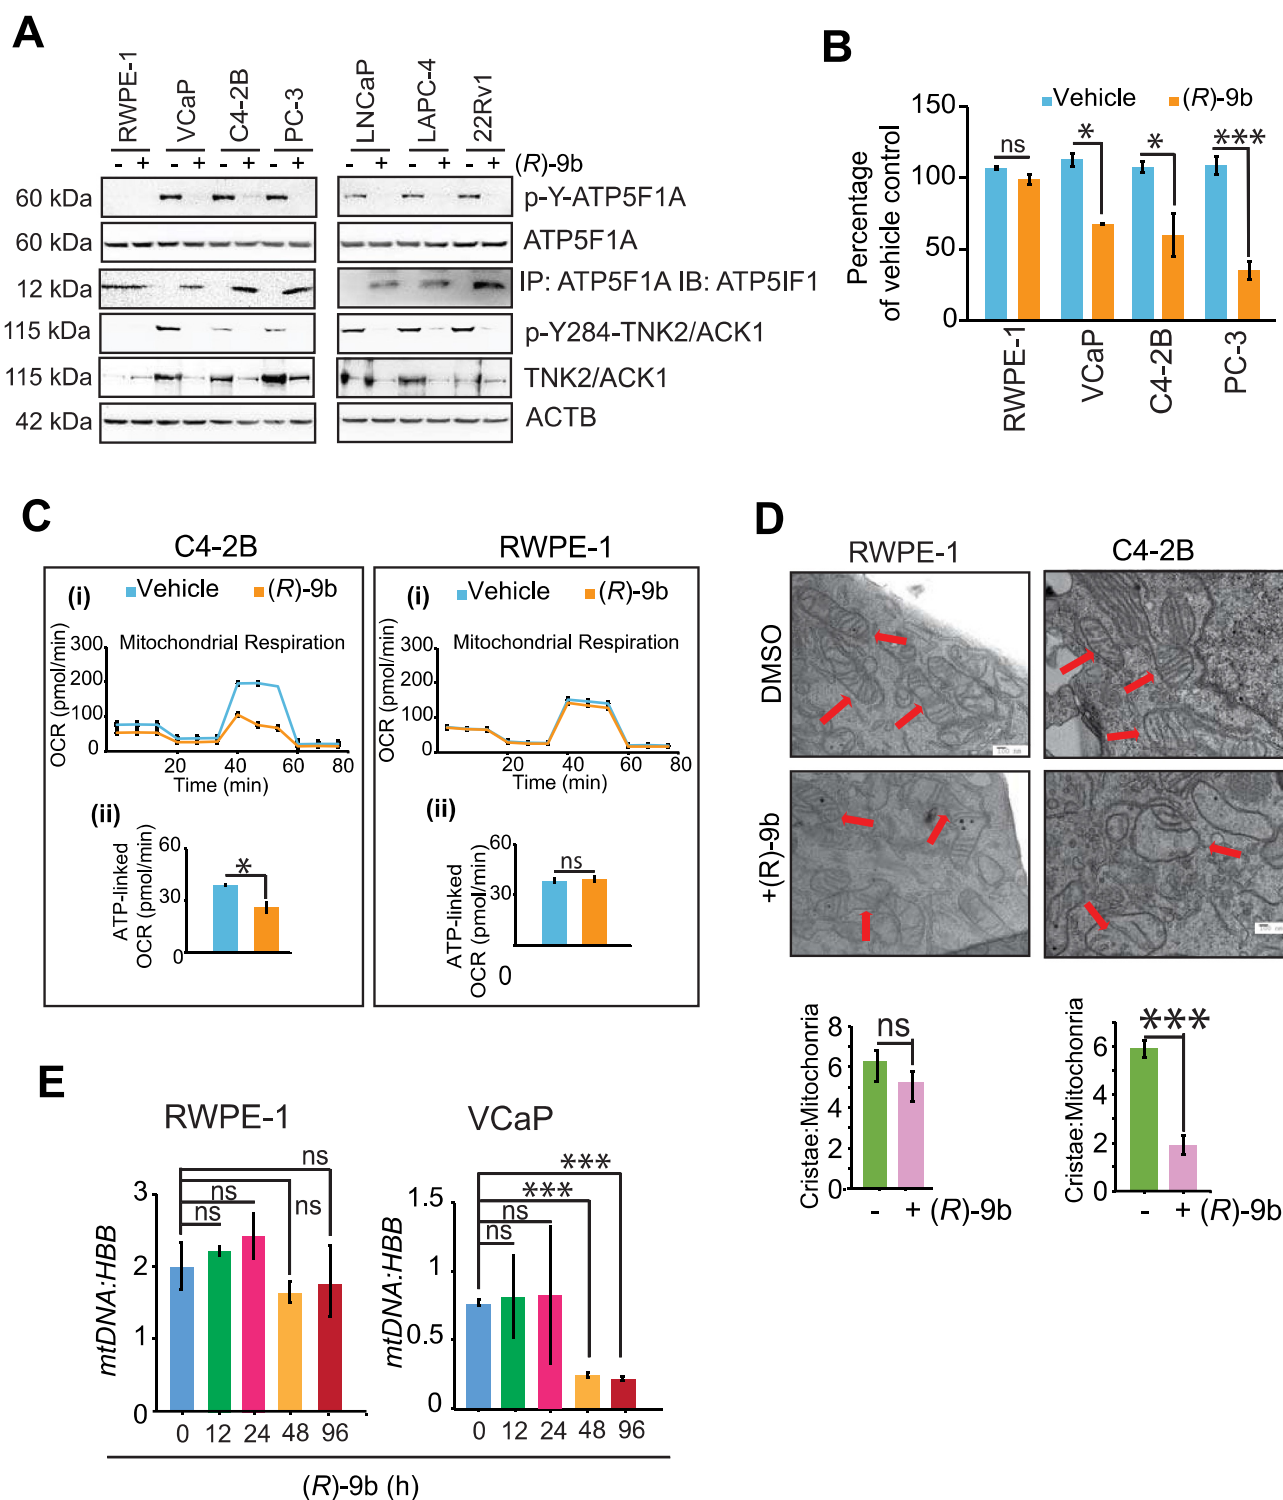 A
RWPE-1
VCaP
C4-2B
PC-3
LNCaP
LAPC-4
22Rv1
- + - + - + - + - + - + - + (R)-9b
60 kDa p-Y-ATP5F1A
60 kDa ATP5F1A
12 kDa IP: ATP5F1A IB: ATP5IF1
115 kDa p-Y284-TNK2/ACK1
115 kDa TNK2/ACK1
42 kDa ACTB
B
Vehicle (R)-9b
Percentage
of vehicle control
150
100
50
0
ns
*
*
***
RWPE-1
VCaP
C4-2B
PC-3
C
C4-2B
(i)
Vehicle (R)-9b
Mitochondrial Respiration
OCR (pmol/min)
300
200
100
0
20 40 60 80
Time (min)
(ii)
ATP-linked
OCR (pmol/min)
60
30
0
*
RWPE-1
(i)
Vehicle (R)-9b
Mitochondrial Respiration
OCR (pmol/min)
300
200
100
0
20 40 60 80
Time (min)
(ii)
ATP-linked
OCR (pmol/min)
60
30
0
ns
D
RWPE-1
C4-2B
DMSO
+(R)-9b
100 nm
Cristae:Mitochonria
8
6
4
2
0
ns
- + (R)-9b
Cristae:Mitochonria
6
4
2
0
***
- + (R)-9b
E
RWPE-1
mtDNA:HBB
3
2
1
0
ns
ns
ns
ns
0 12 24 48 96
VCaP
mtDNA:HBB
1.5
1
0.5
0
***
***
ns
ns
0 12 24 48 96
(R)-9b (h)